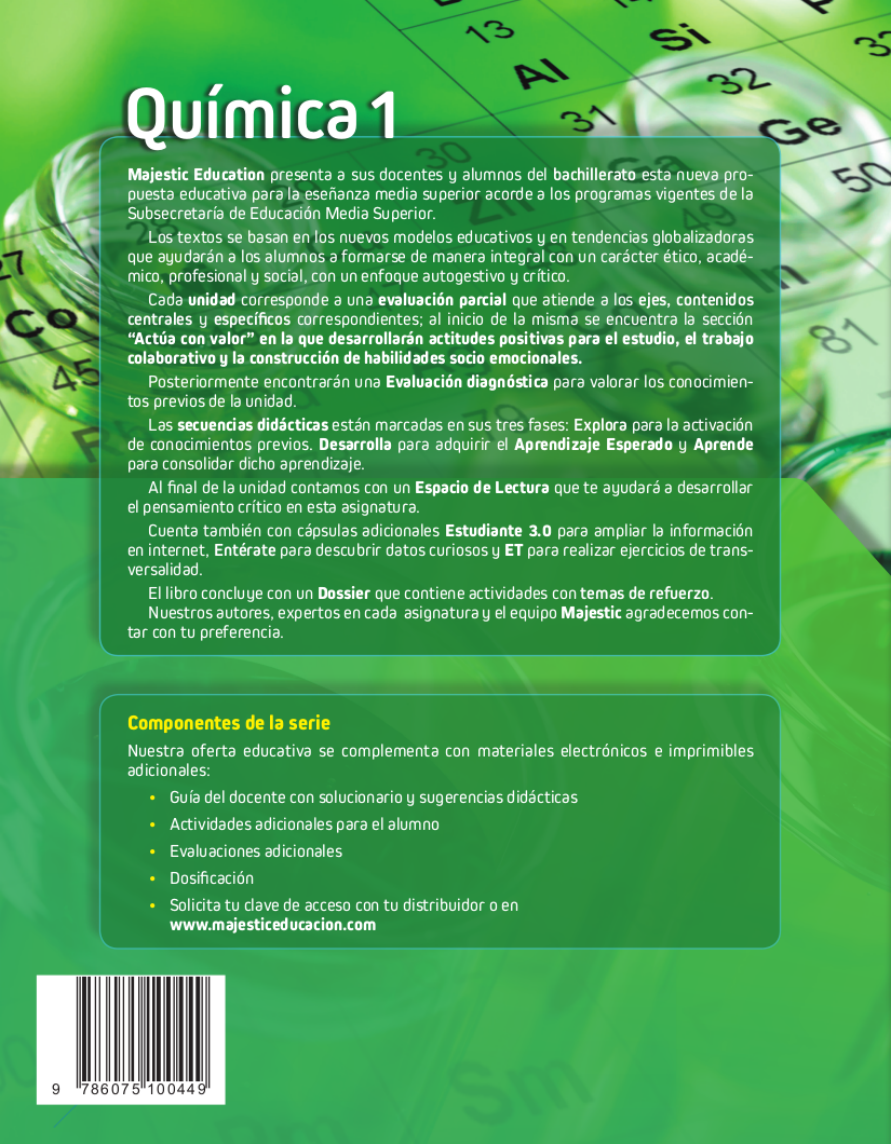 13
Al
Si
32
Ge
31
Ga
30
Zn
49
In
50
81
27
Co
28
45
79
Química 1
Majestic Education presenta a sus docentes y alumnos del bachillerato esta nueva pro-
puesta educativa para la eseñanza media superior acorde a los programas vigentes de la
Subsecretaría de Educación Media Superior.
Los textos se basan en los nuevos modelos educativos y en tendencias globalizadoras
que ayudarán a los alumnos a formarse de manera integral con un carácter ético, acadé-
mico, profesional y social, con un enfoque autogestivo y crítico.
Cada unidad corresponde a una evaluación parcial que atiende a los ejes, contenidos
centrales y específicos correspondientes; al inicio de la misma se encuentra la sección
“Actúa con valor” en la que desarrollarán actitudes positivas para el estudio, el trabajo
colaborativo y la construcción de habilidades socio emocionales.
Posteriormente encontrarán una Evaluación diagnóstica para valorar los conocimien-
tos previos de la unidad.
Las secuencias didácticas están marcadas en sus tres fases: Explora para la activación
de conocimientos previos. Desarrolla para adquirir el Aprendizaje Esperado y Aprende
para consolidar dicho aprendizaje.
Al final de la unidad contamos con un Espacio de Lectura que te ayudará a desarrollar
el pensamiento crítico en esta asignatura.
Cuenta también con cápsulas adicionales Estudiante 3.0 para ampliar la información
en internet, Entérate para descubrir datos curiosos y ET para realizar ejercicios de trans-
versalidad.
El libro concluye con un Dossier que contiene actividades con temas de refuerzo.
Nuestros autores, expertos en cada asignatura y el equipo Majestic agradecemos con-
tar con tu preferencia.
Componentes de la serie
Nuestra oferta educativa se complementa con materiales electrónicos e imprimibles
adicionales:
• Guía del docente con solucionario y sugerencias didácticas
• Actividades adicionales para el alumno
• Evaluaciones adicionales
• Dosificación
• Solicita tu clave de acceso con tu distribuidor o en
www.majesticeducacion.com
9 786075 100449
Sm
Pm